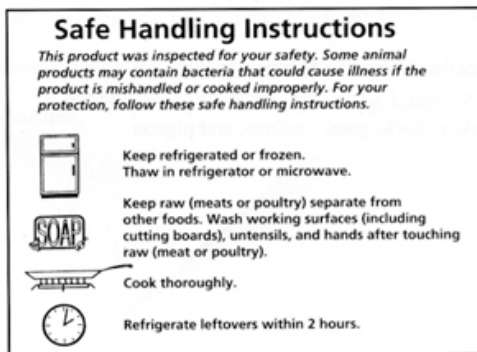 Safe Handling Instructions
This product was inspected for your safety. Some animal
products may contain bacteria that could cause illness if the
product is mishandled or cooked improperly. For your
protection, follow these safe handling instructions.
Keep refrigerated or frozen.
Thaw in refrigerator or microwave.
Keep raw (meats or poultry) separate from
other foods. Wash working surfaces (including
cutting boards), untensils, and hands after touching
raw (meat or poultry).
SOAP
Cook thoroughly.
Refrigerate leftovers within 2 hours.